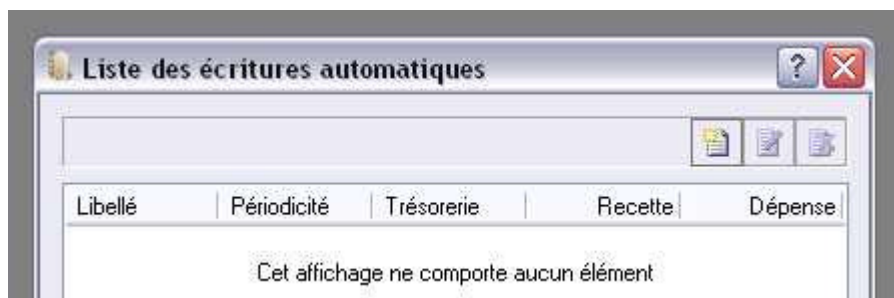 Liste des écritures automatiques
Libellé Périodicité Trésorerie Recette Dépense
Cet affichage ne comporte aucun élément